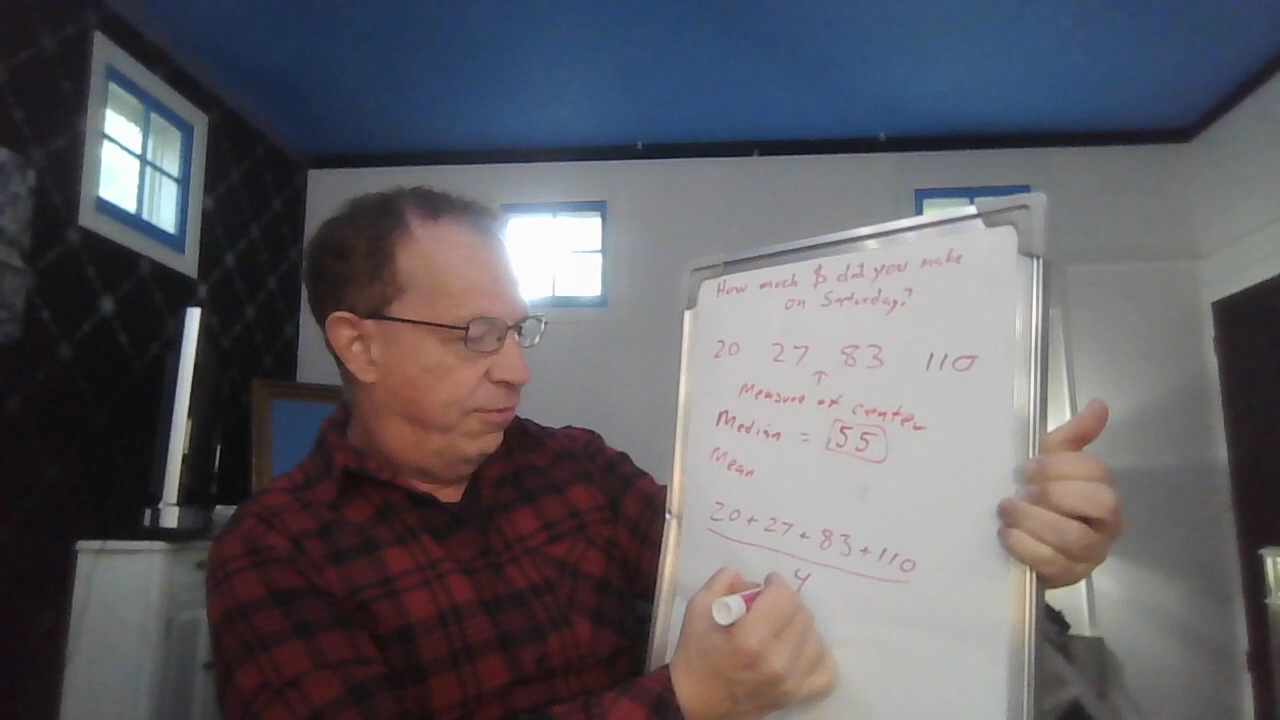 How much $ did you make
on Saturday?
20 27 83 110
↑
Measure of center
Median = 55
Mean
20 + 27 + 83 + 110
4